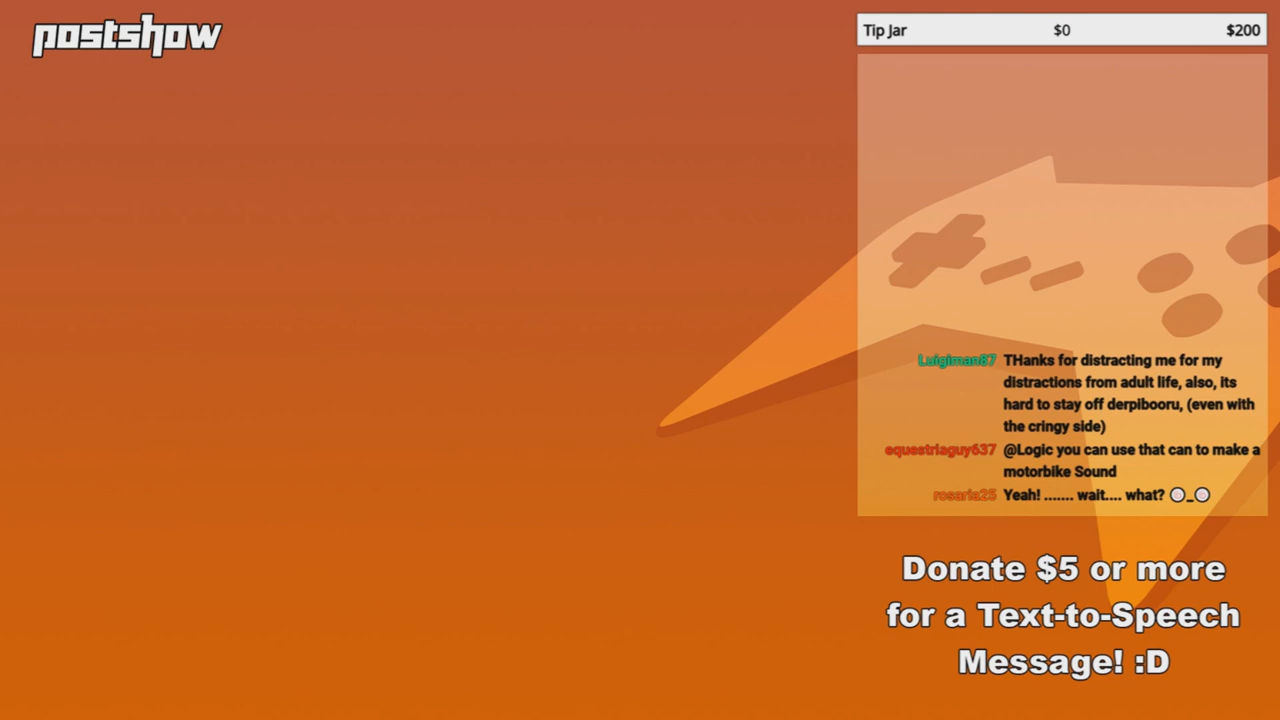 postshow
Tip Jar $0 $200
Luigiman87 THanks for distracting me for my
distractions from adult life, also, its
hard to stay off derpibooru, (even with
the cringy side)
equestriaguy637 @Logic you can use that can to make a
motorbike Sound
rosaria25 Yeah! ....... wait.... what? ⚪_⚪
Donate $5 or more
for a Text-to-Speech
Message! :D